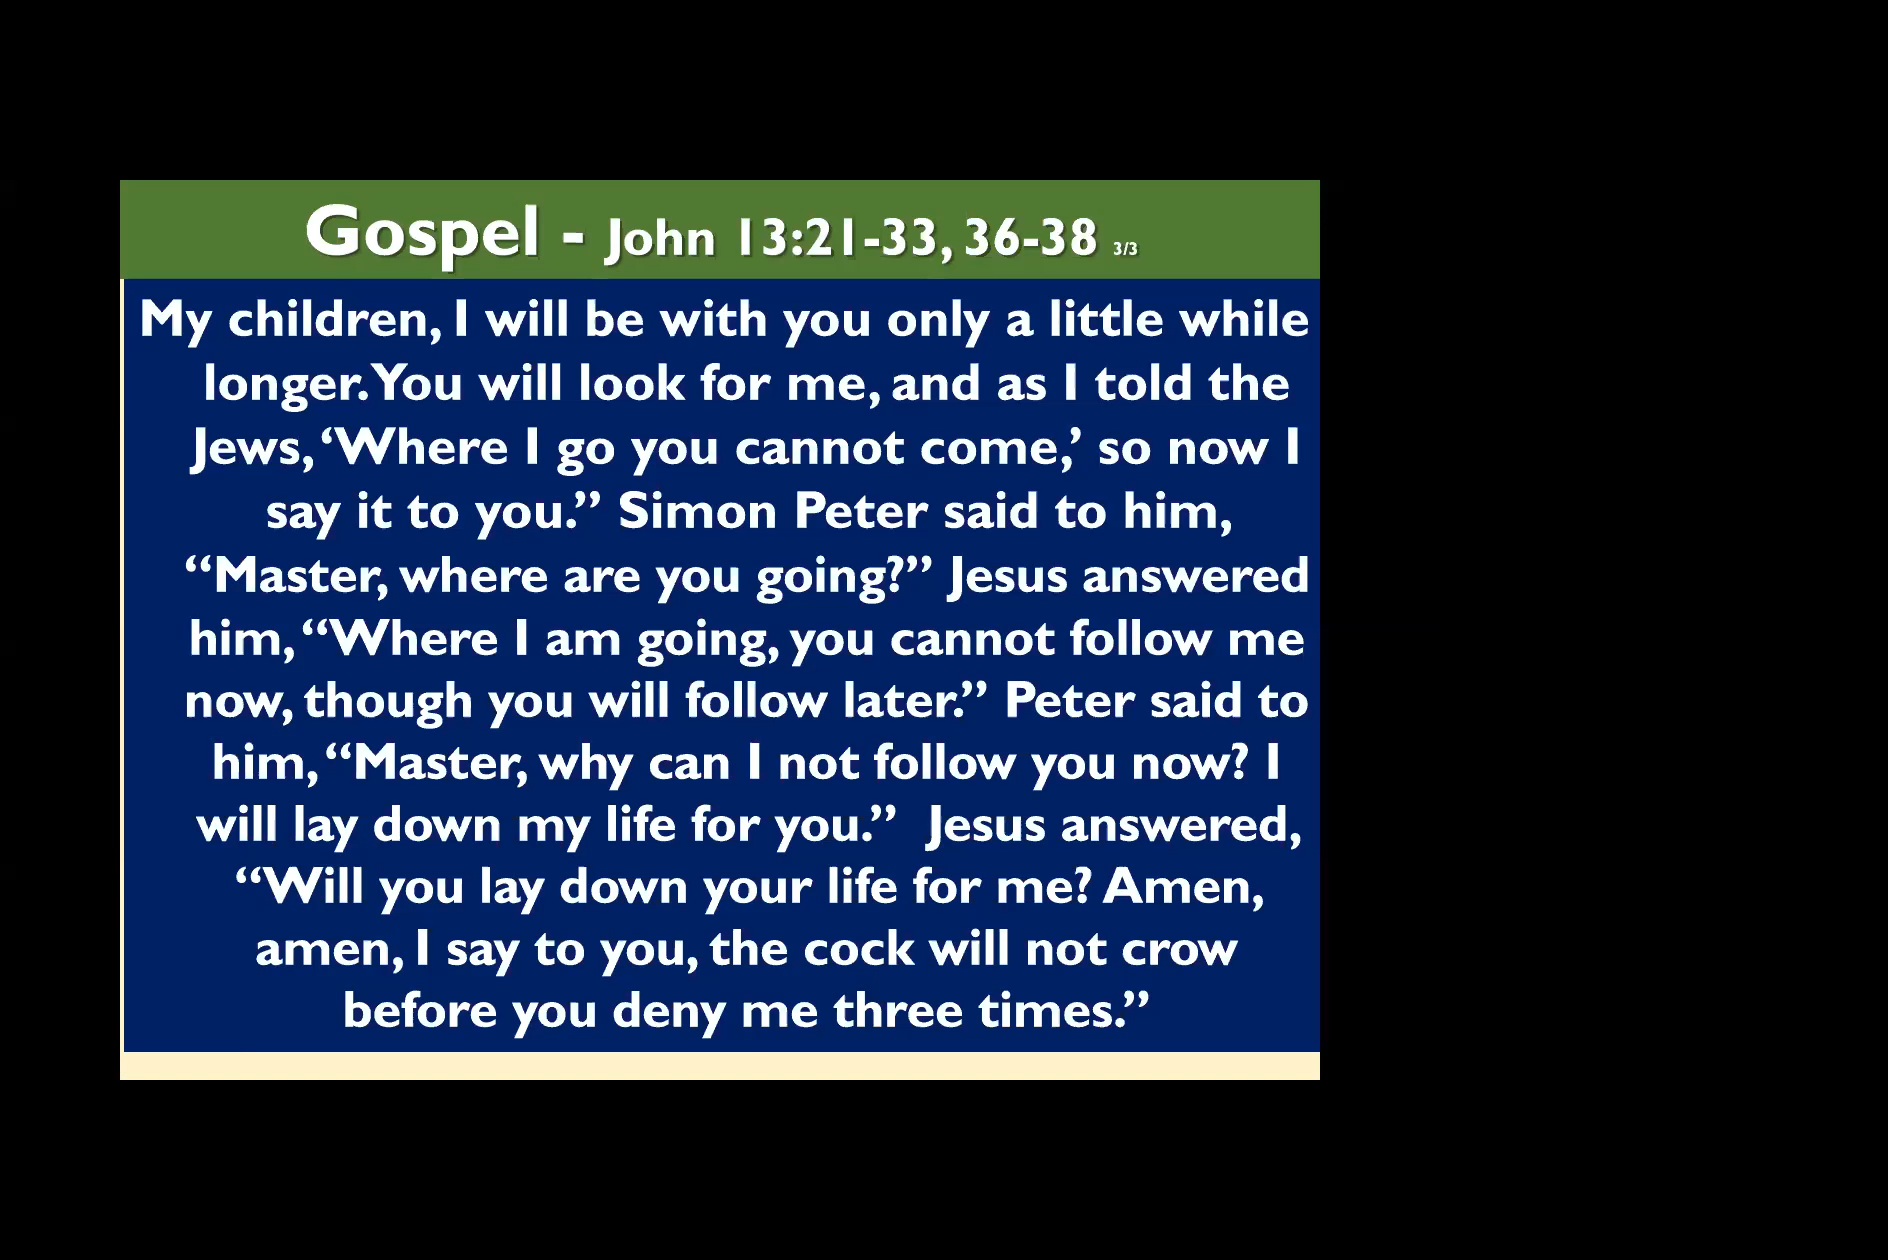 Gospel - John 13:21-33, 36-38 3/3
My children, I will be with you only a little while
longer. You will look for me, and as I told the
Jews, ‘Where I go you cannot come,’ so now I
say it to you.” Simon Peter said to him,
“Master, where are you going?” Jesus answered
him, “Where I am going, you cannot follow me
now, though you will follow later.” Peter said to
him, “Master, why can I not follow you now? I
will lay down my life for you.” Jesus answered,
“Will you lay down your life for me? Amen,
amen, I say to you, the cock will not crow
before you deny me three times.”